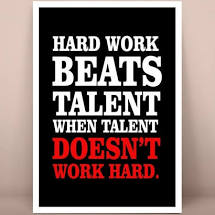 HARD WORK
BEATS
TALENT
WHEN TALENT
DOESN'T
WORK HARD.